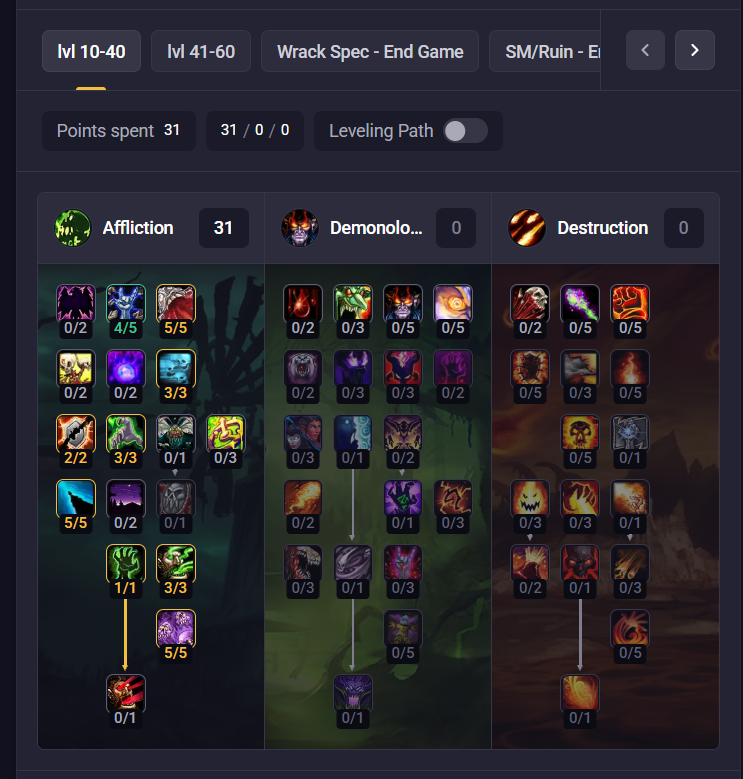 lvl 10-40 lvl 41-60 Wrack Spec - End Game SM/Ruin - E
Points spent 31 31 / 0 / 0 Leveling Path
Affliction 31 Demonolo... 0 Destruction 0
0/2 4/5 5/5 0/2 0/3 0/5 0/5 0/2 0/5 0/5
0/2 0/2 3/3 0/2 0/3 0/3 0/2 0/5 0/3 0/5
2/2 3/3 0/1 0/3 0/3 0/1 0/2 0/5 0/1
5/5 0/2 0/1 0/2 0/1 0/3 0/3 0/3 0/1
1/1 3/3 0/3 0/1 0/3 0/2 0/1 0/3
5/5 0/5 0/5
0/1 0/1 0/1